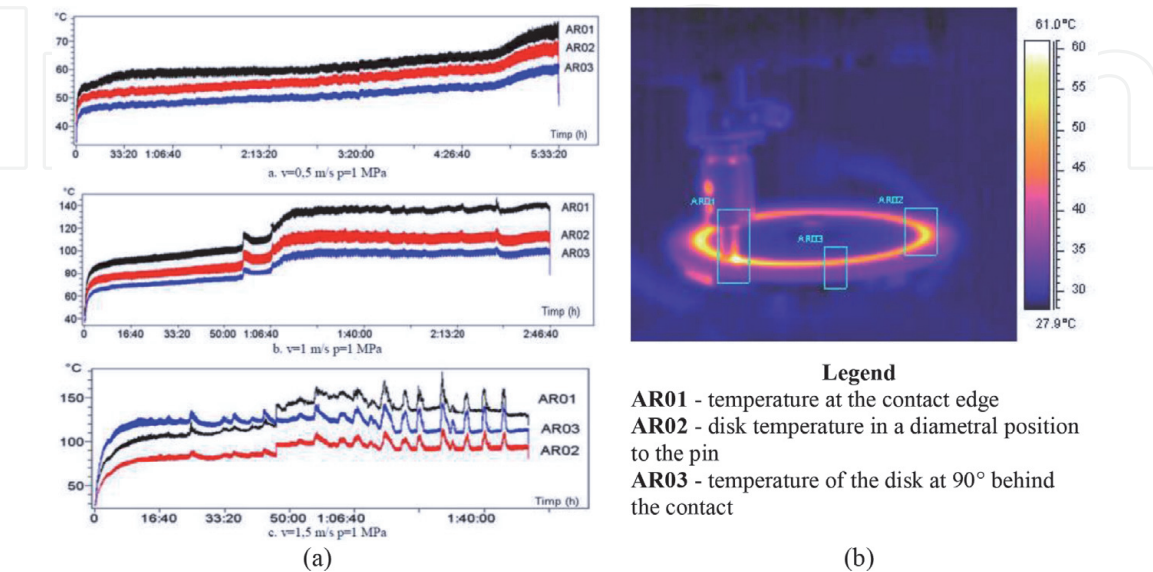 °C
AR01
70
AR02
60
AR03
50
40
Timp (h)
0 33:20 1:06:40 2:13:20 3:20:00 4:26:40 5:33:20
a. v=0,5 m/s p=1 MPa
°C
140
AR01
120
AR02
100
AR03
80
60
40
Timp (h)
0 16:40 33:20 50:00 1:06:40 1:40:00 2:13:20 2:46:40
b. v=1 m/s p=1 MPa
°C
150
AR01
AR03
100
AR02
50
Timp (h)
0 16:40 33:20 50:00 1:06:40 1:40:00
c. v=1,5 m/s p=1 MPa
(a)
61.0°C
60
55
50
45
40
35
30
27.9°C
AR01
AR02
AR03
Legend
AR01 - temperature at the contact edge
AR02 - disk temperature in a diametral position
to the pin
AR03 - temperature of the disk at 90° behind
the contact
(b)